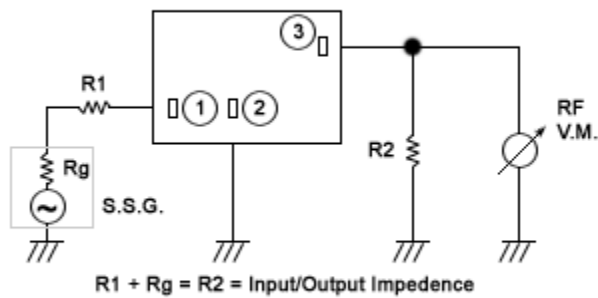 3
R1
1
2
RF
V.M.
R2
Rg
S.S.G.
R1 + Rg = R2 = Input/Output Impedence